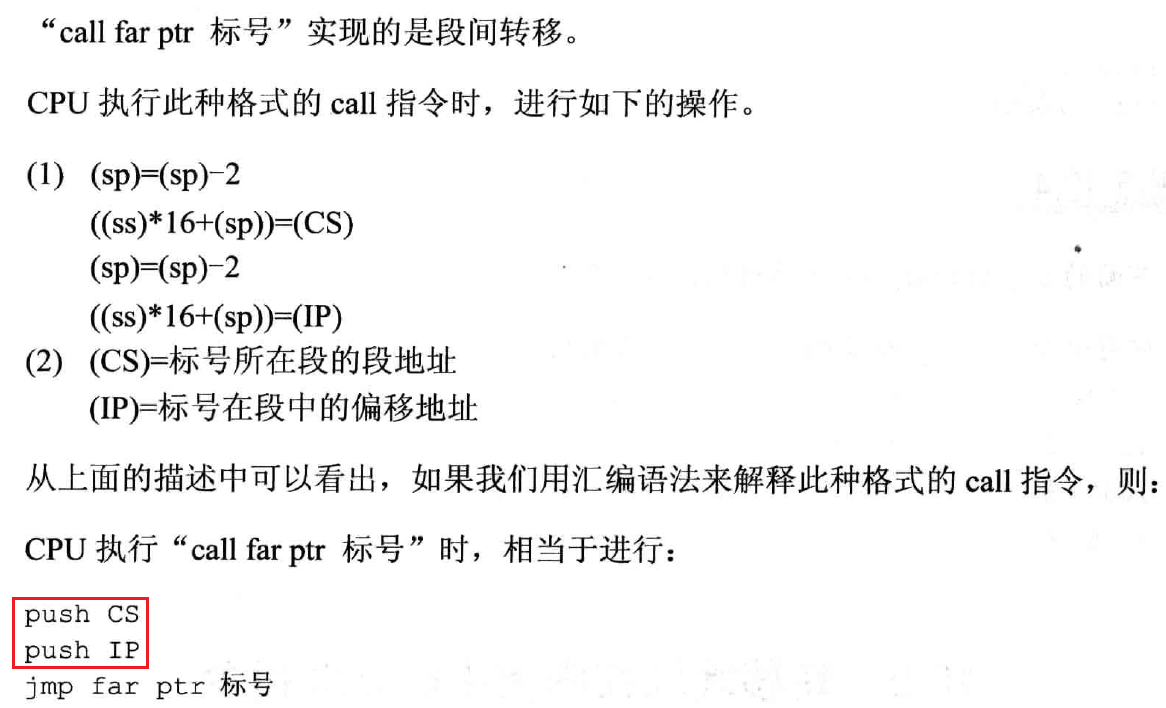 “call far ptr 标号”实现的是段间转移。
CPU 执行此种格式的 call 指令时，进行如下的操作。
(1) (sp)=(sp)−2
((ss)*16+(sp))=(CS)
(sp)=(sp)−2
((ss)*16+(sp))=(IP)
(2) (CS)=标号所在段的段地址
(IP)=标号在段中的偏移地址
从上面的描述中可以看出，如果我们用汇编语法来解释此种格式的 call 指令，则：
CPU 执行“call far ptr 标号”时，相当于进行：
push CS
push IP
jmp far ptr 标号